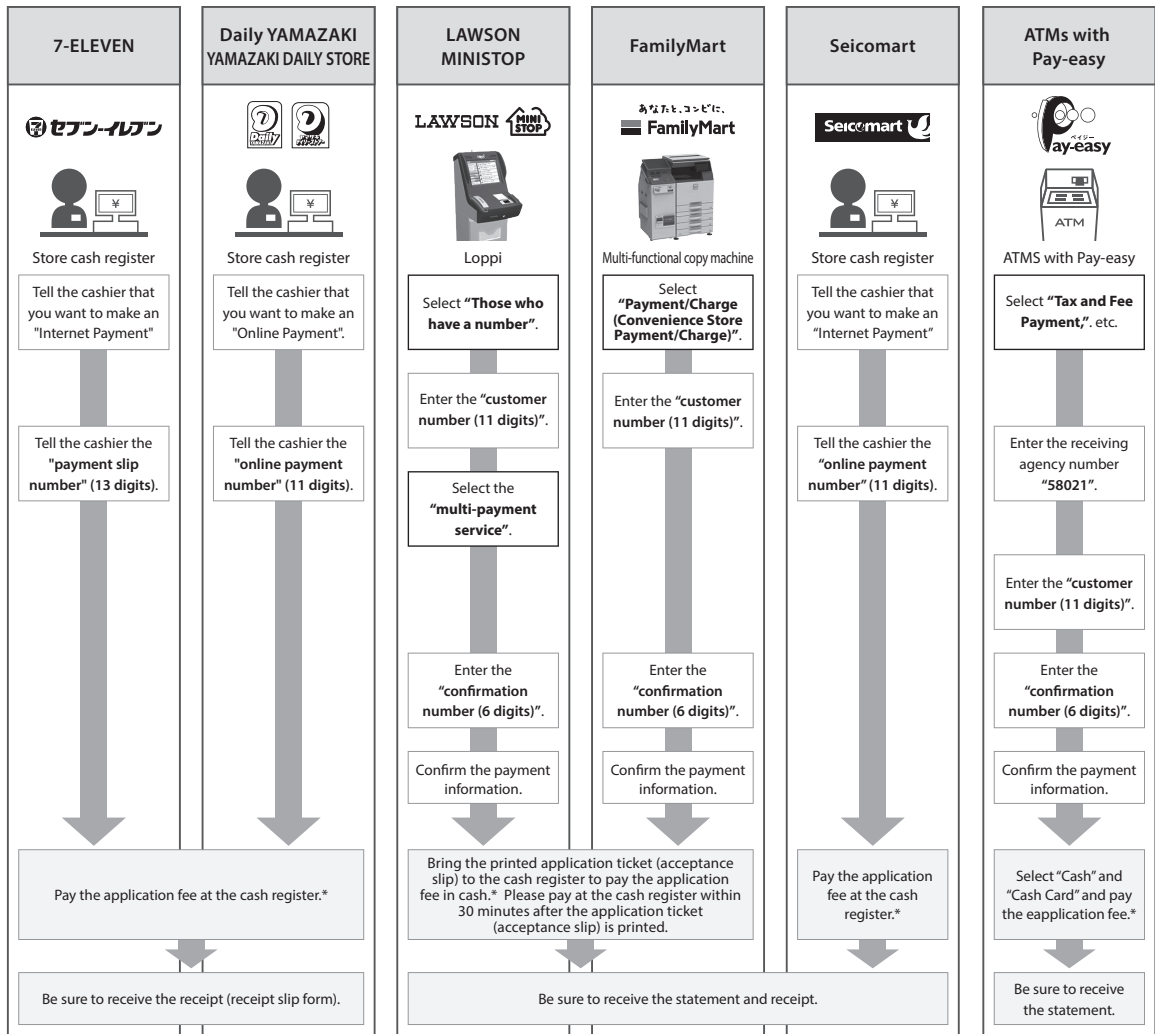 7-ELEVEN
セブン-イレブン
¥
Store cash register
Tell the cashier that
you want to make an
"Internet Payment"
Tell the cashier the
"payment slip
number" (13 digits).
Daily YAMAZAKI
YAMAZAKI DAILY STORE
Daily
YAMAZAKI
¥
Store cash register
Tell the cashier that
you want to make an
"Online Payment".
Tell the cashier the
"online payment
number" (11 digits).
Pay the application fee at the cash register.*
Be sure to receive the receipt (receipt slip form).
LAWSON
MINISTOP
LAWSON
MINI
STOP
Loppi
Select “Those who
have a number”.
Enter the “customer
number (11 digits)”.
Select the
“multi-payment
service”.
Enter the
“confirmation
number (6 digits)”.
Confirm the payment
information.
FamilyMart
あなたと、コンビに、
FamilyMart
Multi-functional copy machine
Select
“Payment/Charge
(Convenience Store
Payment/Charge)”.
Enter the “customer
number (11 digits)”.
Enter the
“confirmation
number (6 digits)”.
Confirm the payment
information.
Bring the printed application ticket (acceptance
slip) to the cash register to pay the application
fee in cash.* Please pay at the cash register within
30 minutes after the application ticket
(acceptance slip) is printed.
Seicomart
Seicomart
¥
Store cash register
Tell the cashier that
you want to make an
“Internet Payment”
Tell the cashier the
“online payment
number” (11 digits).
Pay the application
fee at the cash
register.*
Be sure to receive the statement and receipt.
ATMs with
Pay-easy
ペイジー
Pay-easy
ATM
ATMS with Pay-easy
Select “Tax and Fee
Payment,”. etc.
Enter the receiving
agency number
“58021”.
Enter the “customer
number (11 digits)”.
Enter the
“confirmation
number (6 digits)”.
Confirm the payment
information.
Select “Cash” and
“Cash Card” and pay
the eapplication fee.*
Be sure to receive
the statement.